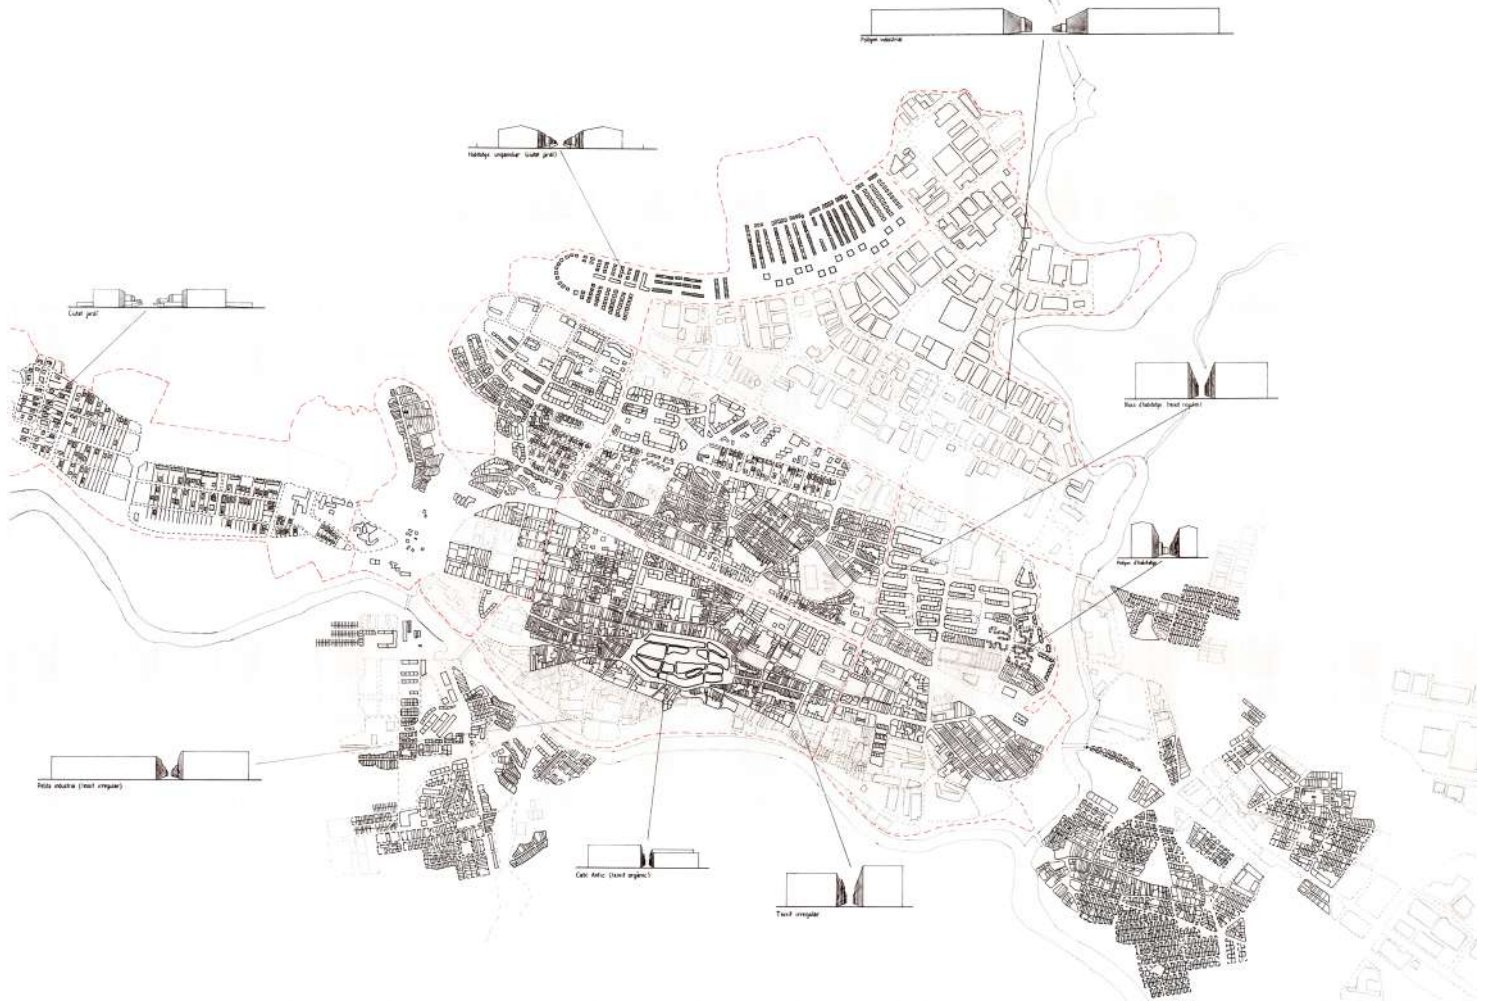 Polígon industrial
Habitatge unifamiliar (ciutat jardí)
Ciutat jardí
Blocs d'habitatge (teixit regular)
Polígon d'habitatge
Petita indústria (teixit irregular)
Casc Antic (teixit orgànic)
Teixit irregular